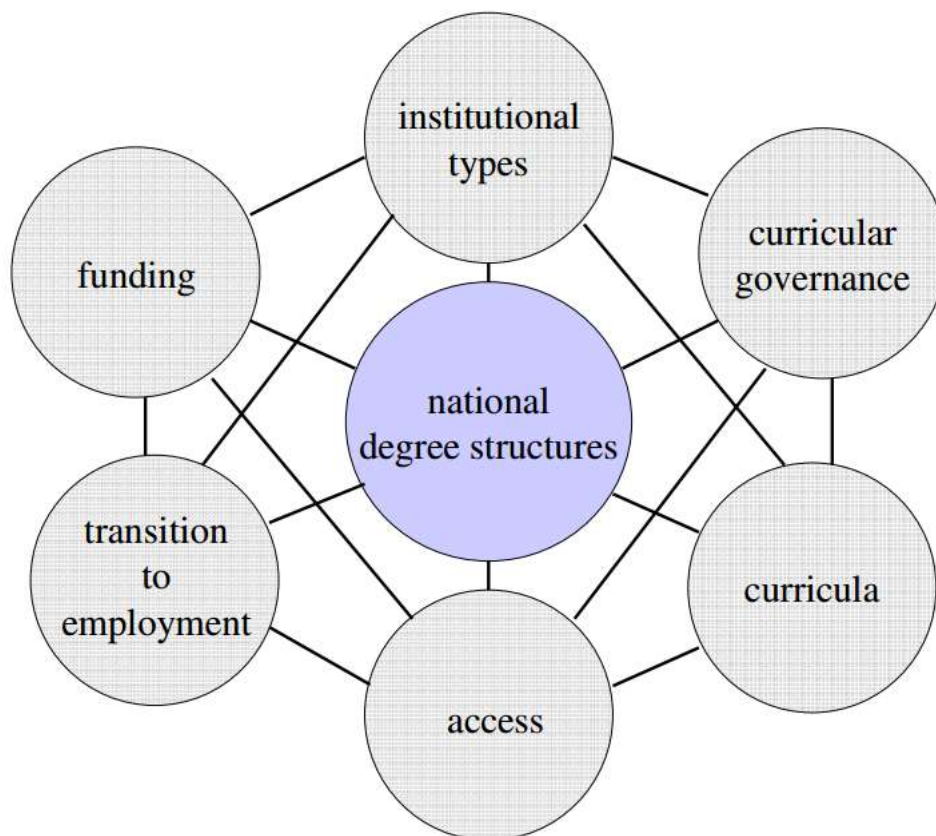 institutional
types
curricular
governance
funding
national
degree structures
transition
to
employment
curricula
access